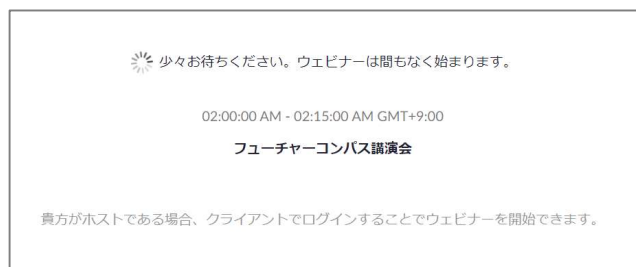 少々お待ちください。ウェビナーは間もなく始まります。
02:00:00 AM - 02:15:00 AM GMT+9:00
フューチャーコンパス講演会
貴方がホストである場合、クライアントでログインすることでウェビナーを開始できます。